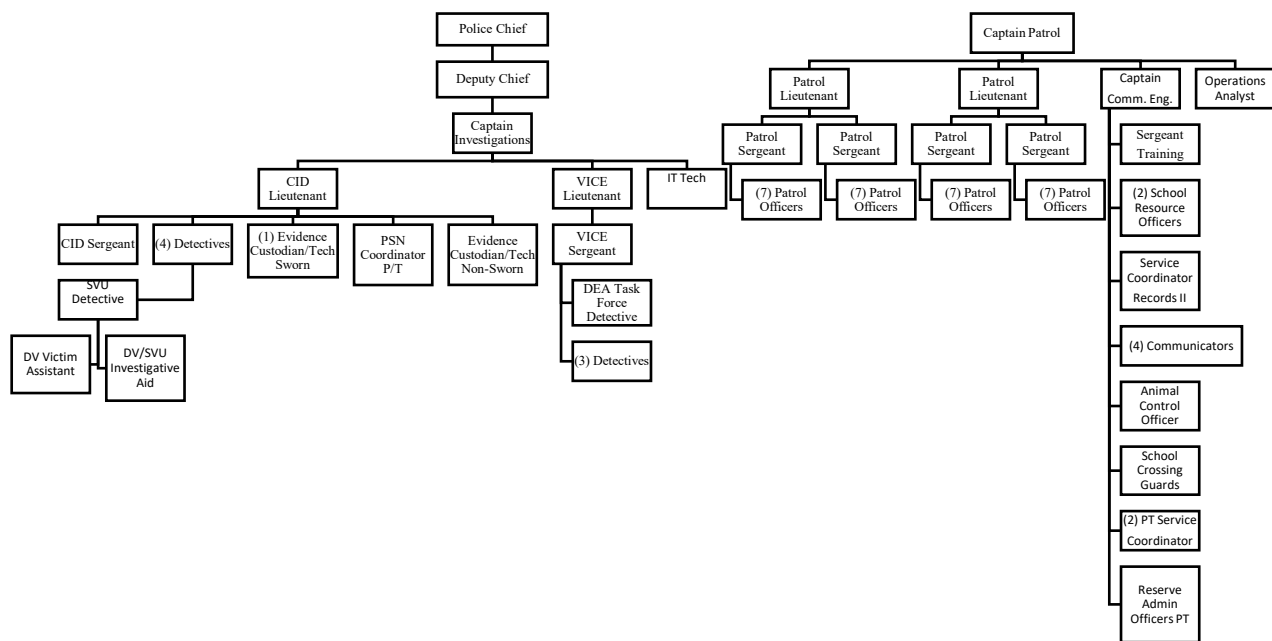 Police Chief
Deputy Chief
Captain
Investigations
CID
Lieutenant
VICE
Lieutenant
IT Tech
CID Sergeant
(4) Detectives
(1) Evidence
Custodian/Tech
Sworn
PSN
Coordinator
P/T
Evidence
Custodian/Tech
Non-Sworn
VICE
Sergeant
SVU
Detective
DV Victim
Assistant
DV/SVU
Investigative
Aid
DEA Task
Force
Detective
(3) Detectives
Captain Patrol
Patrol
Lieutenant
Patrol
Lieutenant
Captain
Comm. Eng.
Operations
Analyst
Patrol
Sergeant
Patrol
Sergeant
Patrol
Sergeant
Patrol
Sergeant
(7) Patrol
Officers
(7) Patrol
Officers
(7) Patrol
Officers
(7) Patrol
Officers
Sergeant
Training
(2) School
Resource
Officers
Service
Coordinator
Records II
(4) Communicators
Animal
Control
Officer
School
Crossing
Guards
(2) PT Service
Coordinator
Reserve
Admin
Officers PT